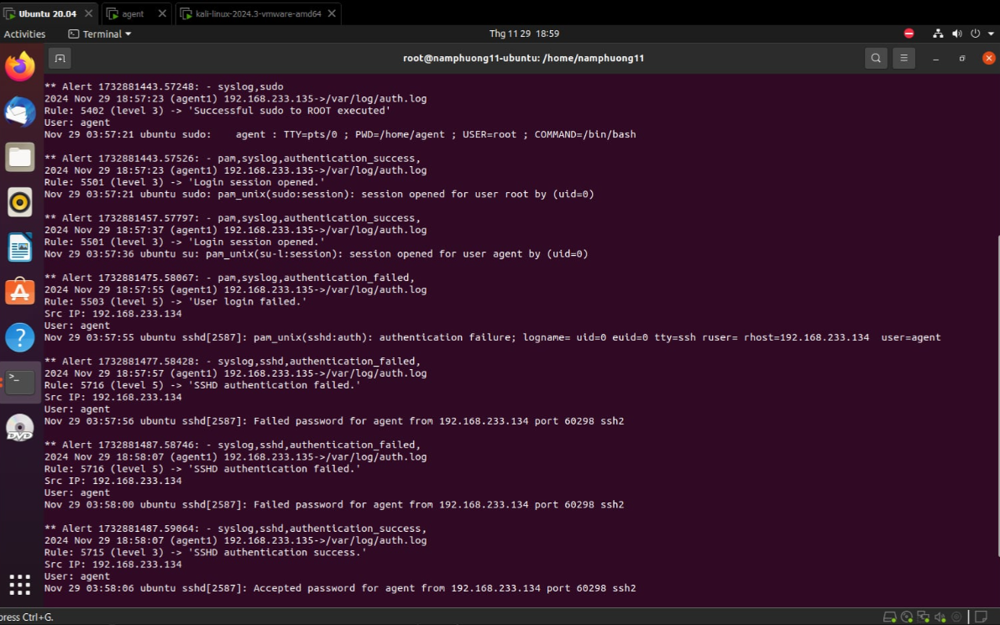 Ubuntu 20.04 × agent × kali-linux-2024.3-vmware-amd64 ×
Activities Terminal Thg 11 29 18:59
root@namphuong11-ubuntu: /home/namphuong11
** Alert 1732881443.57248: - syslog,sudo
2024 Nov 29 18:57:23 (agent1) 192.168.233.135->/var/log/auth.log
Rule: 5402 (level 3) -> 'Successful sudo to ROOT executed'
User: agent
Nov 29 03:57:21 ubuntu sudo:    agent : TTY=pts/0 ; PWD=/home/agent ; USER=root ; COMMAND=/bin/bash
** Alert 1732881443.57526: - pam,syslog,authentication_success,
2024 Nov 29 18:57:23 (agent1) 192.168.233.135->/var/log/auth.log
Rule: 5501 (level 3) -> 'Login session opened.'
Nov 29 03:57:21 ubuntu sudo: pam_unix(sudo:session): session opened for user root by (uid=0)
** Alert 1732881457.57797: - pam,syslog,authentication_success,
2024 Nov 29 18:57:37 (agent1) 192.168.233.135->/var/log/auth.log
Rule: 5501 (level 3) -> 'Login session opened.'
Nov 29 03:57:36 ubuntu su: pam_unix(su-l:session): session opened for user agent by (uid=0)
** Alert 1732881475.58067: - pam,syslog,authentication_failed,
2024 Nov 29 18:57:55 (agent1) 192.168.233.135->/var/log/auth.log
Rule: 5503 (level 5) -> 'User login failed.'
Src IP: 192.168.233.134
User: agent
Nov 29 03:57:55 ubuntu sshd[2587]: pam_unix(sshd:auth): authentication failure; logname= uid=0 euid=0 tty=ssh ruser= rhost=192.168.233.134  user=agent
** Alert 1732881477.58428: - syslog,sshd,authentication_failed,
2024 Nov 29 18:57:57 (agent1) 192.168.233.135->/var/log/auth.log
Rule: 5716 (level 5) -> 'SSHD authentication failed.'
Src IP: 192.168.233.134
User: agent
Nov 29 03:57:56 ubuntu sshd[2587]: Failed password for agent from 192.168.233.134 port 60298 ssh2
** Alert 1732881487.58746: - syslog,sshd,authentication_failed,
2024 Nov 29 18:58:07 (agent1) 192.168.233.135->/var/log/auth.log
Rule: 5716 (level 5) -> 'SSHD authentication failed.'
Src IP: 192.168.233.134
User: agent
Nov 29 03:58:00 ubuntu sshd[2587]: Failed password for agent from 192.168.233.134 port 60298 ssh2
** Alert 1732881487.59064: - syslog,sshd,authentication_success,
2024 Nov 29 18:58:07 (agent1) 192.168.233.135->/var/log/auth.log
Rule: 5715 (level 3) -> 'SSHD authentication success.'
Src IP: 192.168.233.134
User: agent
Nov 29 03:58:06 ubuntu sshd[2587]: Accepted password for agent from 192.168.233.134 port 60298 ssh2
DVD
press Ctrl+G.